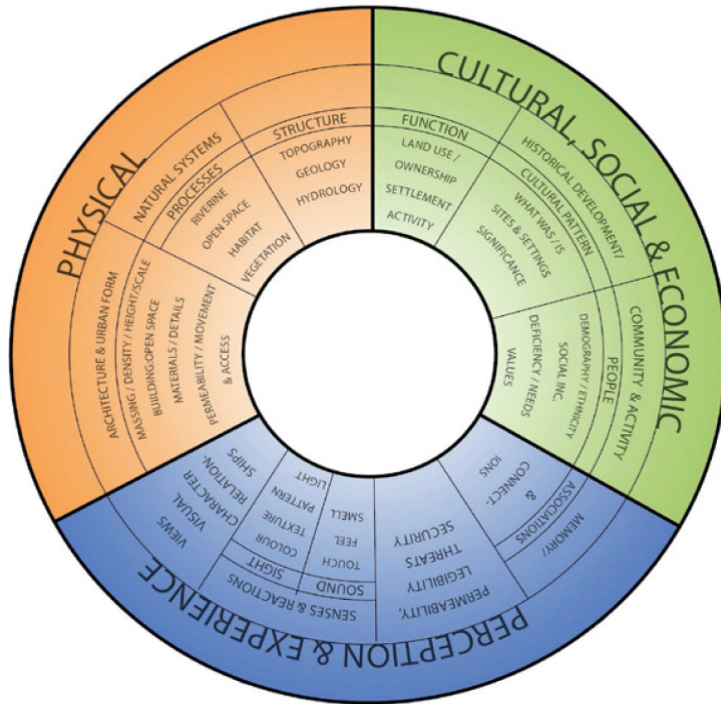 PHYSICAL
NATURAL SYSTEMS
PROCESSES
RIVERINE
OPEN SPACE
HABITAT
VEGETATION
STRUCTURE
TOPOGRAPHY
GEOLOGY
HYDROLOGY
ARCHITECTURE & URBAN FORM
MASSING / DENSITY / HEIGHT/SCALE
BUILDING:OPEN SPACE
MATERIALS / DETAILS
PERMEABILITY / MOVEMENT
& ACCESS
CULTURAL, SOCIAL & ECONOMIC
FUNCTION
LAND USE /
OWNERSHIP
SETTLEMENT
ACTIVITY
HISTORICAL DEVELOPMENT/
CULTURAL PATTERN
WHAT WAS / IS
SITES & SETTINGS
SIGNIFICANCE
COMMUNITY & ACTIVITY
PEOPLE
DEMOGRAPHY / ETHNICITY
SOCIAL INC.
DEFICIENCY / NEEDS
VALUES
PERCEPTION & EXPERIENCE
MEMORY/
ASSOCIATIONS
&
CONNECT-
IONS
PERMEABILITY,
LEGIBILITY
THREATS
SECURITY
SENSES & REACTIONS
SOUND
TOUCH
FEEL
SMELL
SIGHT
COLOUR
TEXTURE
PATTERN
LIGHT
VIEWS
VISUAL
CHARACTER
RELATION-
SHIPS